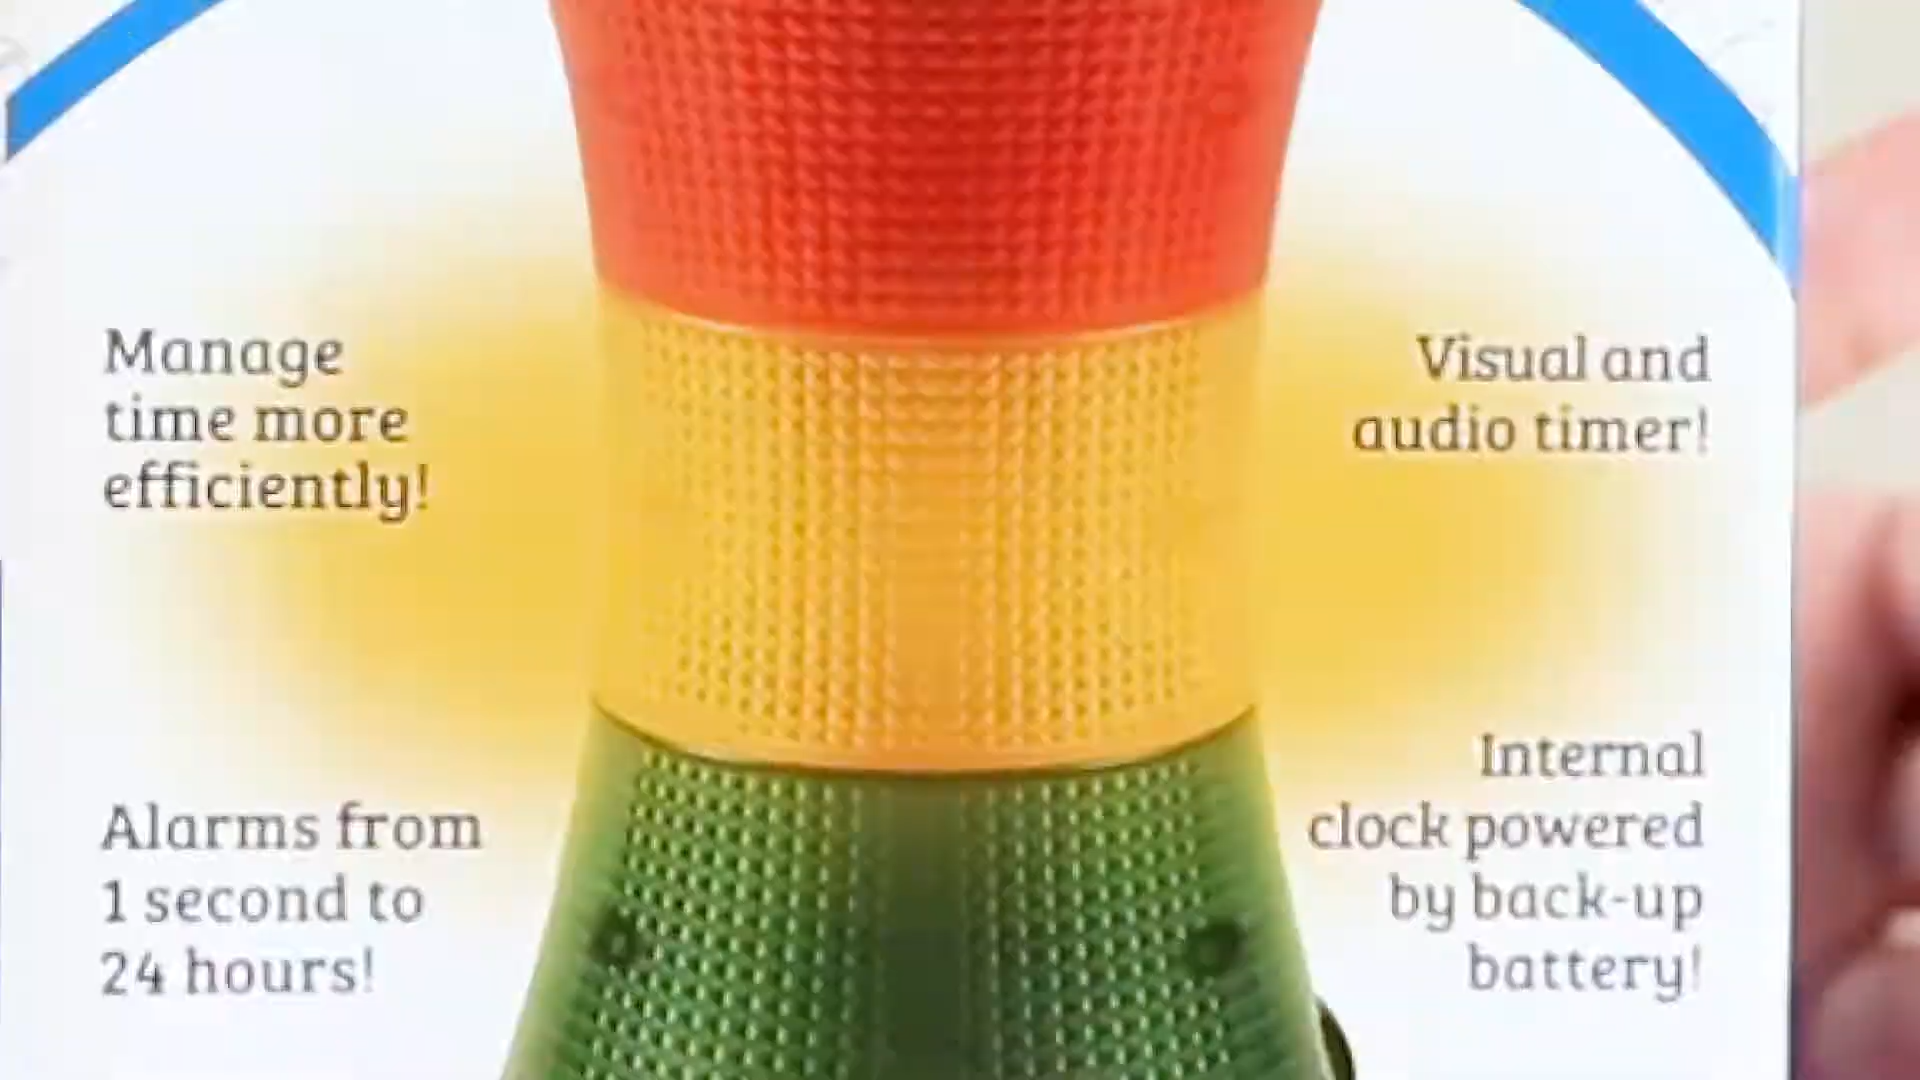 Manage
time more
efficiently!
Visual and
audio timer!
Alarms from
1 second to
24 hours!
Internal
clock powered
by back-up
battery!